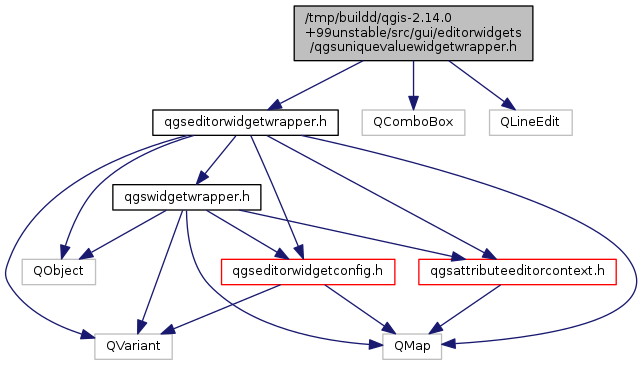 /tmp/buildd/qgis-2.14.0
+99unstable/src/gui/editorwidgets
/qgsuniquevaluewidgetwrapper.h
qgseditorwidgetwrapper.h
QComboBox
QLineEdit
qgswidgetwrapper.h
QObject
qgseditorwidgetconfig.h
qgsattributeeditorcontext.h
QVariant
QMap